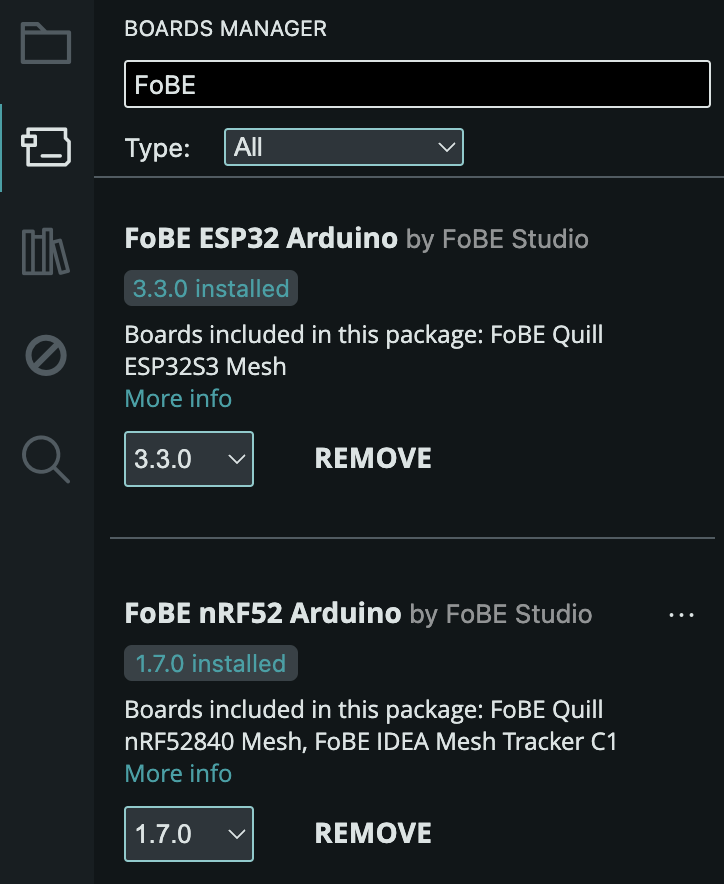 BOARDS MANAGER
FoBE
Type: All
FoBE ESP32 Arduino by FoBE Studio
3.3.0 installed
Boards included in this package: FoBE Quill
ESP32S3 Mesh
More info
3.3.0 REMOVE
FoBE nRF52 Arduino by FoBE Studio ...
1.7.0 installed
Boards included in this package: FoBE Quill
nRF52840 Mesh, FoBE IDEA Mesh Tracker C1
More info
1.7.0 REMOVE